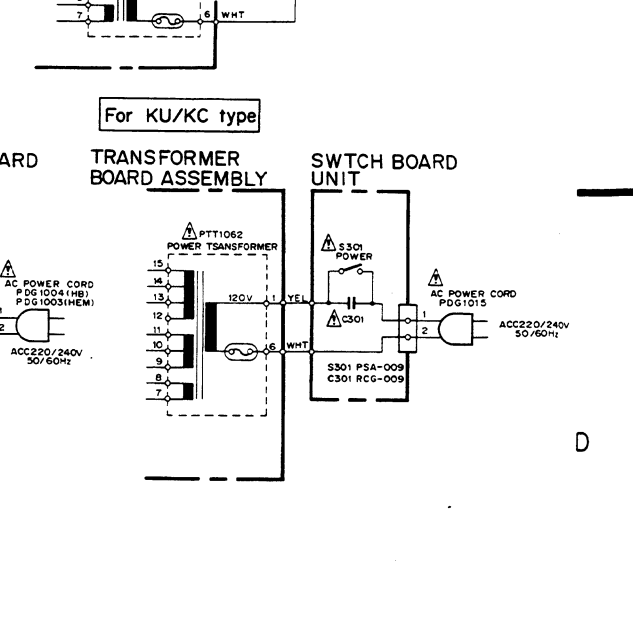 7
6 WHT
For KU/KC type
ARD
TRANSFORMER
BOARD ASSEMBLY
SWTCH BOARD
UNIT
PTT1062
POWER TSANSFORMER
S301
POWER
AC POWER CORD
PDG1004(HB)
PDG1003(HEM)
AC POWER CORD
PDG1015
15
14
13
12
11
10
9
8
7
120V
1 YEL
C301
6 WHT
1
2
1
2
ACC220/240V
50/60Hz
ACC220/240V
50/60Hz
S301 PSA-009
C301 RCG-009
D